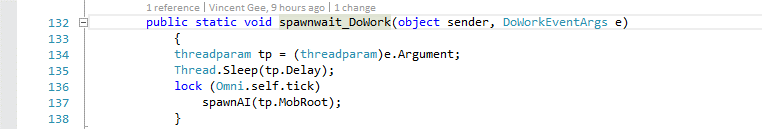 1 reference | Vincent Gee, 9 hours ago | 1 change
132 public static void spawnwait_DoWork(object sender, DoWorkEventArgs e)
133 {
134 threadparam tp = (threadparam)e.Argument;
135 Thread.Sleep(tp.Delay);
136 lock (Omni.self.tick)
137 spawnAI(tp.MobRoot);
138 }